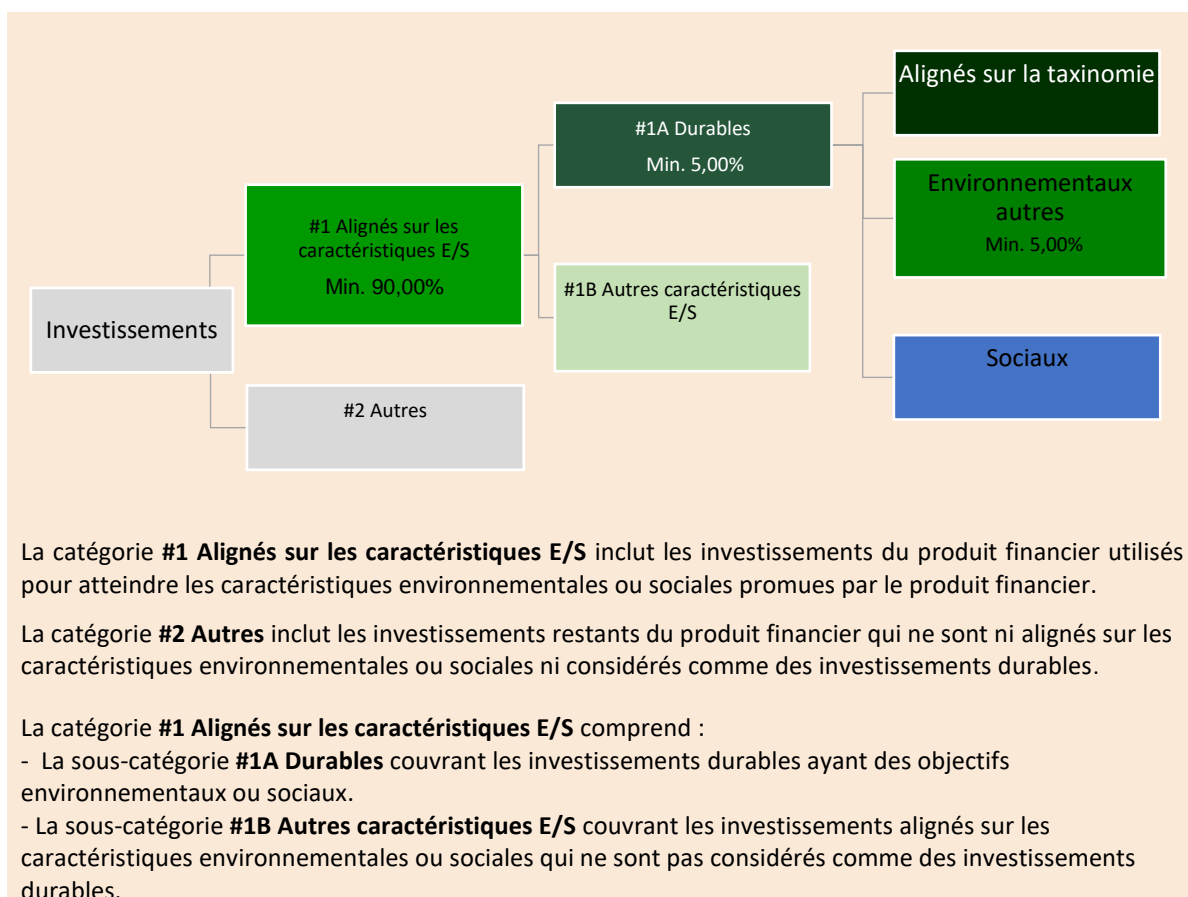 Alignés sur la taxinomie
#1A Durables
Min. 5,00%
Environnementaux
autres
Min. 5,00%
#1 Alignés sur les
caractéristiques E/S
Min. 90,00%
#1B Autres caractéristiques
E/S
Investissements
Sociaux
#2 Autres
La catégorie #1 Alignés sur les caractéristiques E/S inclut les investissements du produit financier utilisés
pour atteindre les caractéristiques environnementales ou sociales promues par le produit financier.
La catégorie #2 Autres inclut les investissements restants du produit financier qui ne sont ni alignés sur les
caractéristiques environnementales ou sociales ni considérés comme des investissements durables.
La catégorie #1 Alignés sur les caractéristiques E/S comprend :
- La sous-catégorie #1A Durables couvrant les investissements durables ayant des objectifs
environnementaux ou sociaux.
- La sous-catégorie #1B Autres caractéristiques E/S couvrant les investissements alignés sur les
caractéristiques environnementales ou sociales qui ne sont pas considérés comme des investissements
durables.